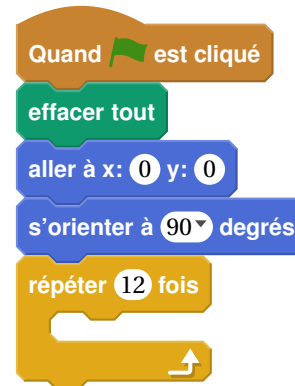 Quand est cliqué
effacer tout
aller à x: 0 y: 0
s'orienter à 90 degrés
répéter 12 fois